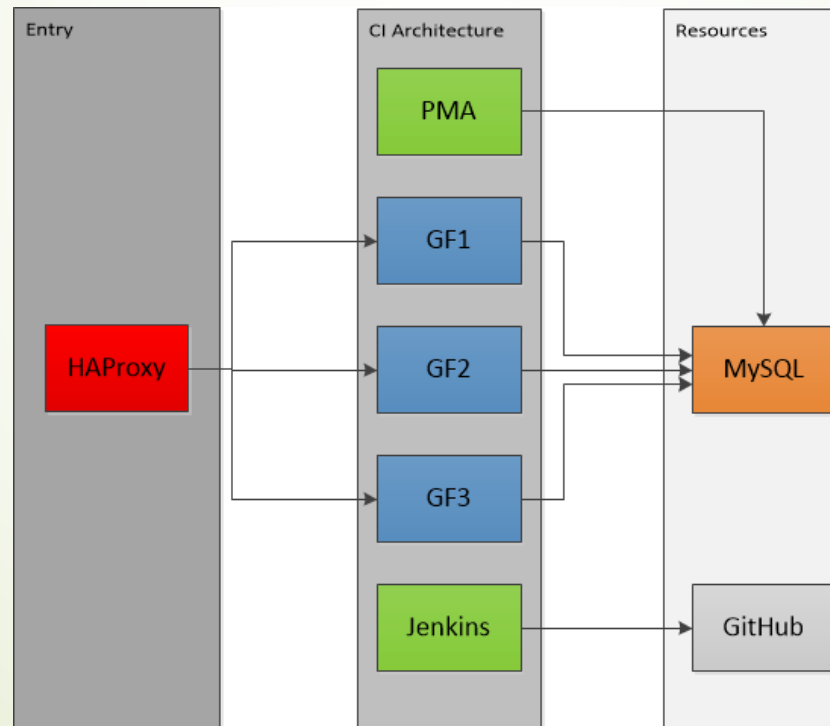 Entry
CI Architecture
Resources
PMA
GF1
HAProxy
GF2
MySQL
GF3
Jenkins
GitHub